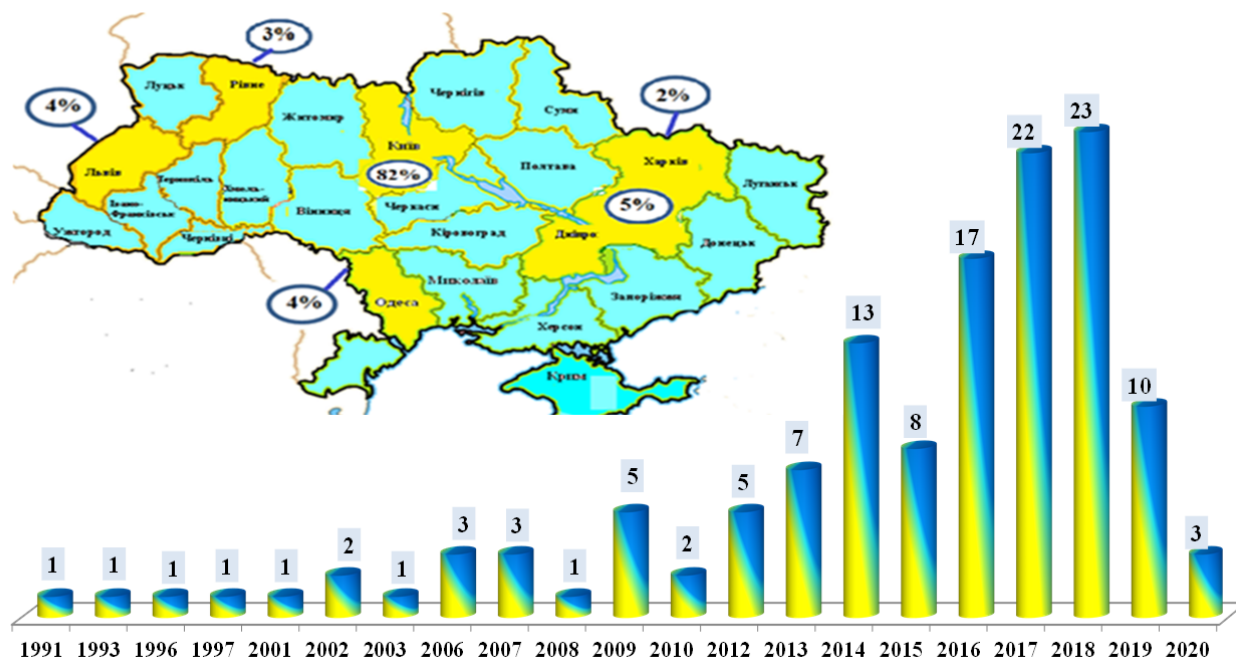 3%
4%
2%
Луцьк
Рівне
Житомир
Київ
Чернігів
Суми
Харків
Львів
Тернопіль
Хмель-
ницький
82%
Полтава
Луганськ
Івано-
Франківськ
Вінниця
Черкаси
5%
Ужгород
Чернівці
Кіровоград
Дніпро
Донецьк
4%
Одеса
Миколаїв
Запоріжжя
Херсон
Крим
1 1 1 1 1 2 1 3 3 1 5 2 5 7 13 8 17 22 23 10 3
1991 1993 1996 1997 2001 2002 2003 2006 2007 2008 2009 2010 2012 2013 2014 2015 2016 2017 2018 2019 2020